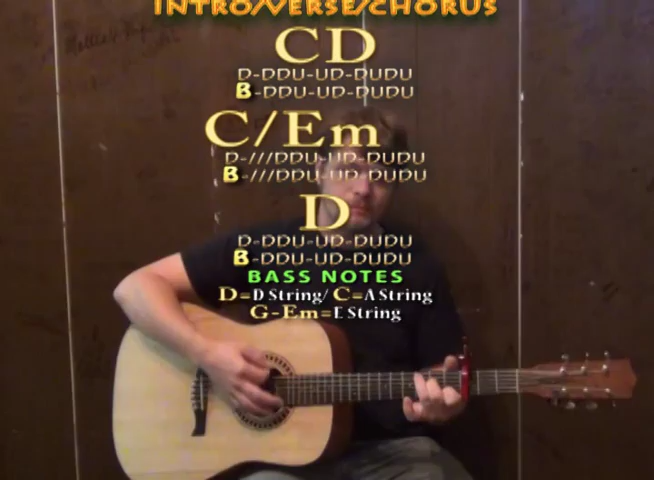 INTRO/VERSE/CHORUS
CD
D-DDU-UD-DUDU
B-DDU-UD-DUDU
C/Em
D-///DDU-UD-DUDU
B-///DDU-UD-DUDU
D
D-DDU-UD-DUDU
B-DDU-UD-DUDU
BASS NOTES
D=D String/ C=A String
G-Em=E String